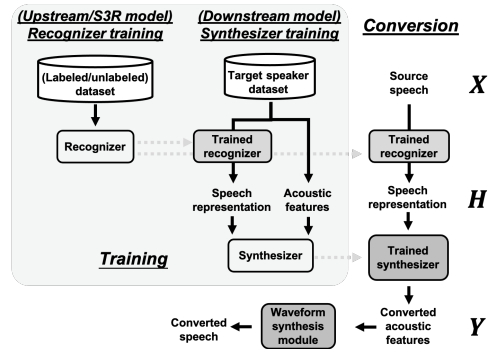 (Upstream/S3R model)
Recognizer training
(Downstream model)
Synthesizer training
Conversion
(Labeled/unlabeled)
dataset
Target speaker
dataset
Source
speech
X
Recognizer
Trained
recognizer
Trained
recognizer
Speech
representation
Acoustic
features
Speech
representation
H
Training
Synthesizer
Trained
synthesizer
Converted
speech
Waveform
synthesis
module
Converted
acoustic
features
Y